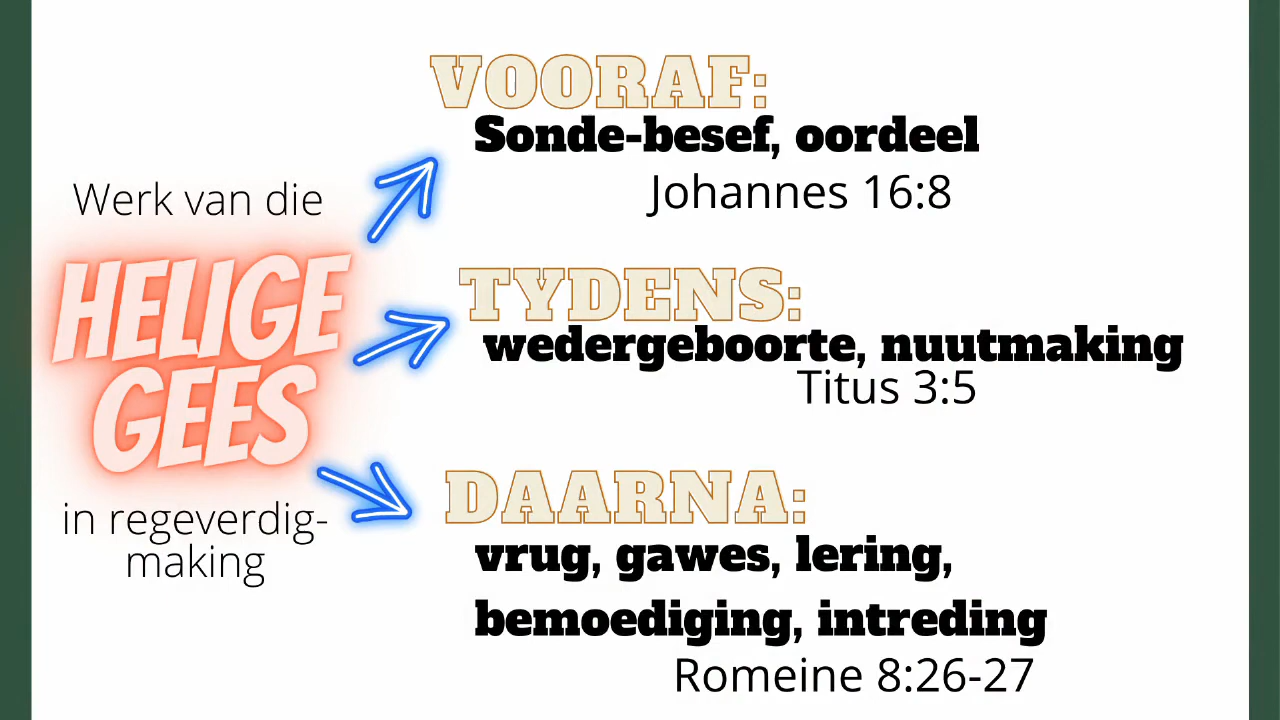 Werk van die
HELIGE
GEES
in regeverdig-
making
VOORAF:
Sonde-besef, oordeel
Johannes 16:8
TYDENS:
wedergeboorte, nuutmaking
Titus 3:5
DAARNA:
vrug, gawes, lering,
bemoediging, intreding
Romeine 8:26-27